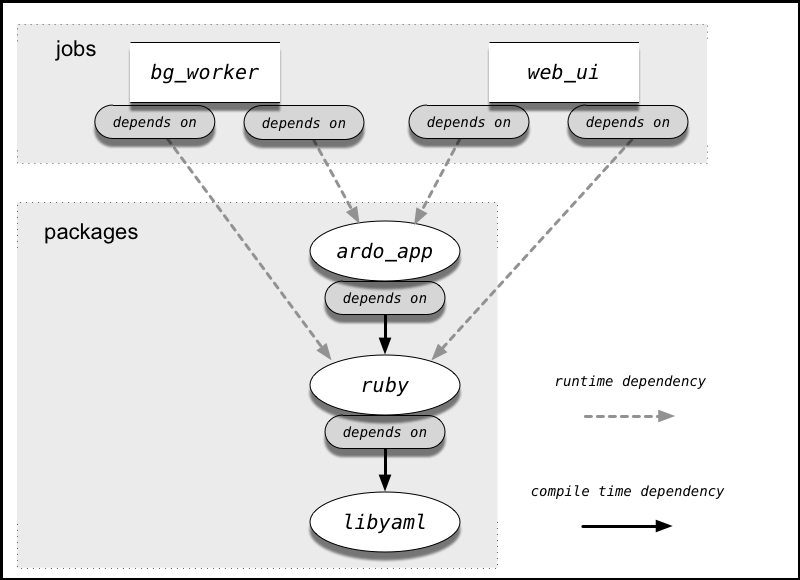 jobs
bg_worker
web_ui
depends on
depends on
depends on
depends on
packages
ardo_app
depends on
ruby
depends on
libyaml
runtime dependency
compile time dependency